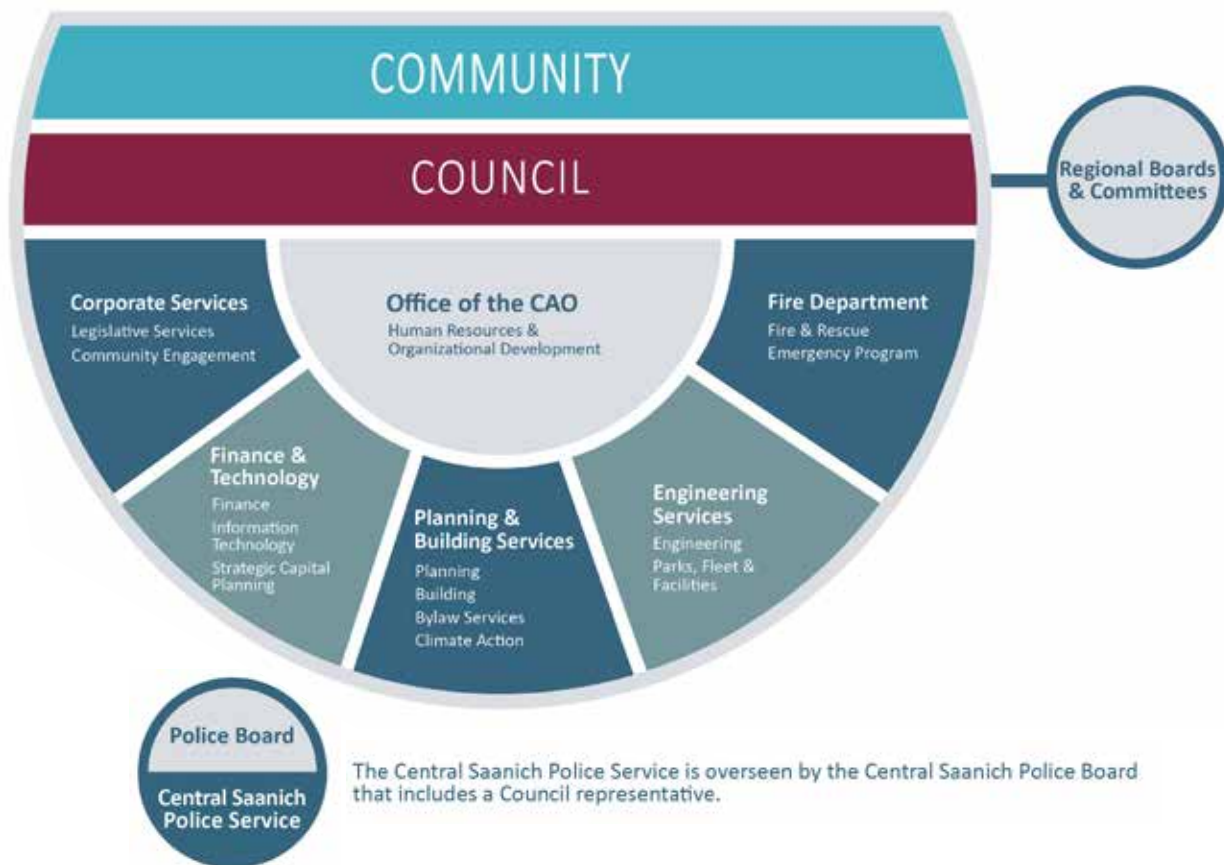 COMMUNITY
COUNCIL
Regional Boards
& Committees
Corporate Services
Legislative Services
Community Engagement
Office of the CAO
Human Resources &
Organizational Development
Fire Department
Fire & Rescue
Emergency Program
Finance &
Technology
Finance
Information
Technology
Strategic Capital
Planning
Planning &
Building Services
Planning
Building
Bylaw Services
Climate Action
Engineering
Services
Engineering
Parks, Fleet &
Facilities
Police Board
Central Saanich
Police Service
The Central Saanich Police Service is overseen by the Central Saanich Police Board
that includes a Council representative.